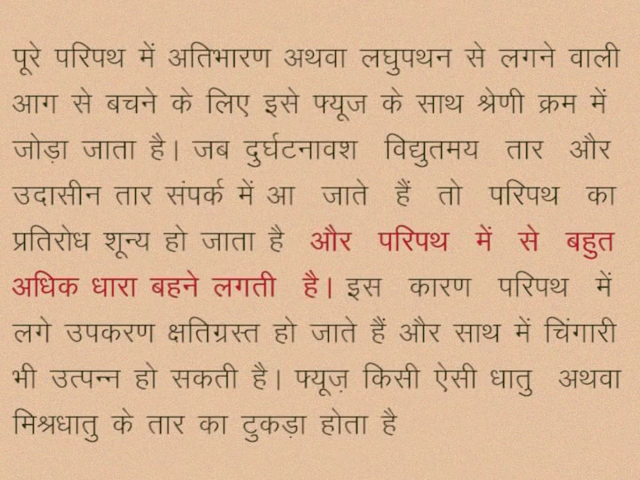 पूरे परिपथ में अतिभारण अथवा लघुपथन से लगने वाली
आग से बचने के लिए इसे फ्यूज के साथ श्रेणी क्रम में
जोड़ा जाता है। जब दुर्घटनावश विद्युतमय तार और
उदासीन तार संपर्क में आ जाते हैं तो परिपथ का
प्रतिरोध शून्य हो जाता है और परिपथ में से बहुत
अधिक धारा बहने लगती है। इस कारण परिपथ में
लगे उपकरण क्षतिग्रस्त हो जाते हैं और साथ में चिंगारी
भी उत्पन्न हो सकती है। फ्यूज़ किसी ऐसी धातु अथवा
मिश्रधातु के तार का टुकड़ा होता है